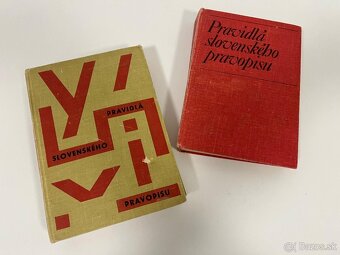 PRAVIDLÁ
SLOVENSKÉHO
PRAVOPISU
Pravidlá
slovenského
pravopisu
Bazos.sk